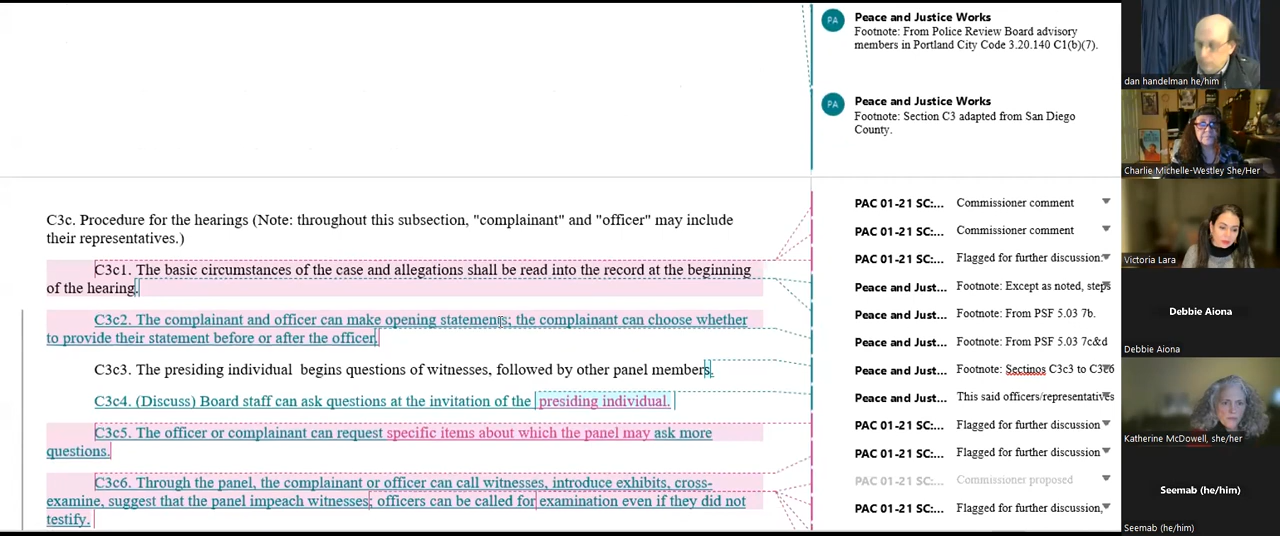 PA Peace and Justice Works
Footnote: From Police Review Board advisory
members in Portland City Code 3.20.140 C1(b)(7).
PA Peace and Justice Works
Footnote: Section C3 adapted from San Diego
County.
C3c. Procedure for the hearings (Note: throughout this subsection, "complainant" and "officer" may include
their representatives.)
C3c1. The basic circumstances of the case and allegations shall be read into the record at the beginning
of the hearing.
C3c2. The complainant and officer can make opening statements; the complainant can choose whether
to provide their statement before or after the officer.
C3c3. The presiding individual begins questions of witnesses, followed by other panel members.
C3c4. (Discuss) Board staff can ask questions at the invitation of the presiding individual.
C3c5. The officer or complainant can request specific items about which the panel may ask more
questions.
C3c6. Through the panel, the complainant or officer can call witnesses, introduce exhibits, cross-
examine, suggest that the panel impeach witnesses; officers can be called for examination even if they did not
testify.
PAC 01-21 SC:... Commissioner comment
PAC 01-21 SC:... Commissioner comment
PAC 01-21 SC:... Flagged for further discussion.
Peace and Just... Footnote: Except as noted, steps
Peace and Just... Footnote: From PSF 5.03 7b.
Peace and Just... Footnote: From PSF 5.03 7c&d
Peace and Just... Footnote: Sectinos C3c3 to C3c6
Peace and Just... This said officers/representatives
PAC 01-21 SC:... Flagged for further discussion
PAC 01-21 SC:... Flagged for further discussion
PAC 01-21 SC:... Commissioner proposed
PAC 01-21 SC:... Flagged for further discussion,
dan handelman he/him
Charlie Michelle-Westley She/Her
Victoria Lara
Debbie Aiona
Debbie Aiona
Katherine McDowell, she/her
Seemab (he/him)
Seemab (he/him)